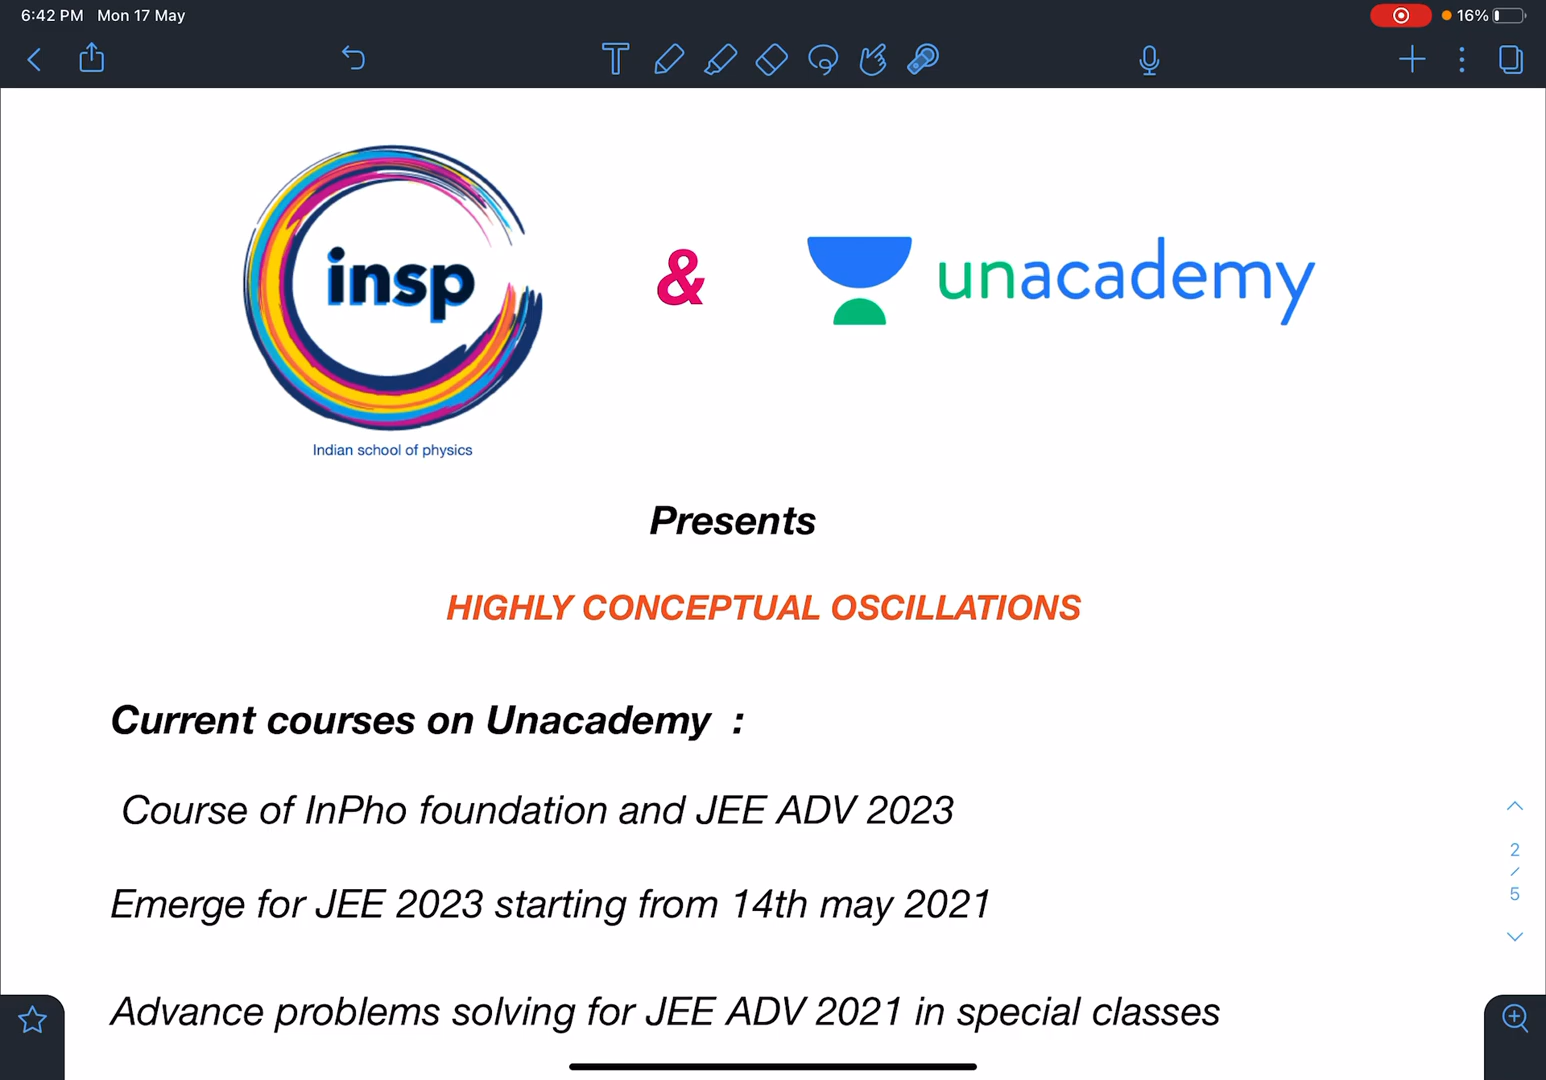 6:42 PM Mon 17 May
16%
insp
&
unacademy
Indian school of physics
Presents
HIGHLY CONCEPTUAL OSCILLATIONS
Current courses on Unacademy :
Course of InPho foundation and JEE ADV 2023
Emerge for JEE 2023 starting from 14th may 2021
Advance problems solving for JEE ADV 2021 in special classes
2
/
5